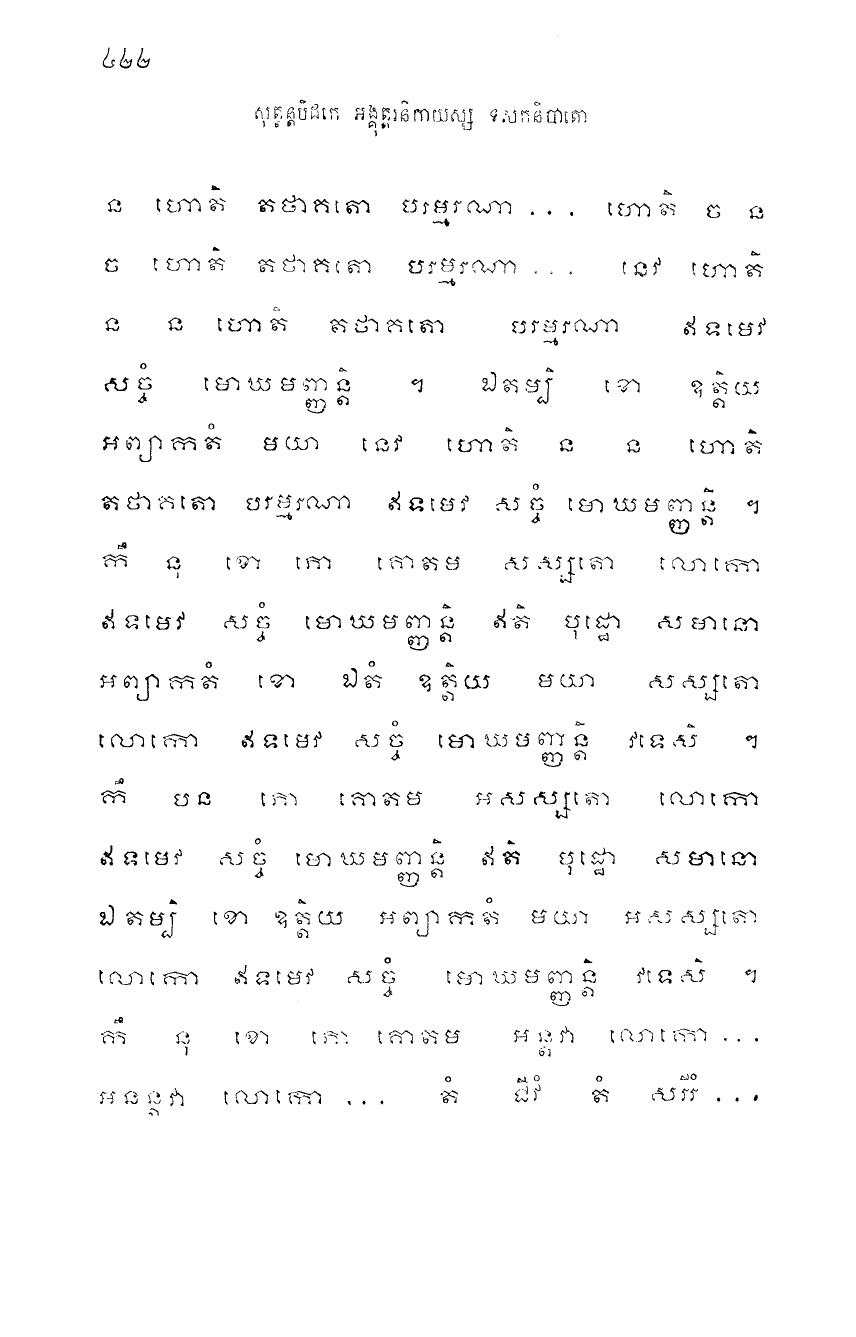 ៤២២
សុត្តន្តបិដកេ អង្គុត្តរនិកាយស្ស ទសកនិបាតោ
ន ហោតិ តថាគតោ បរម្មរណា ... ហោតិ ច ន
ច ហោតិ តថាគតោ បរម្មរណា ... នេវ ហោតិ
ន ន ហោតិ តថាគតោ បរម្មរណា ឥទមេវ
សច្ចំ មោឃមញ្ញន្តិ ។ ឯតម្បិ ខោ ឧត្តិយ
អព្យាកតំ មយា នេវ ហោតិ ន ន ហោតិ
តថាគតោ បរម្មរណា ឥទមេវ សច្ចំ មោឃមញ្ញន្តិ ។
កឹ នុ ខោ ភោ គោតម សស្សតោ លោកោ
ឥទមេវ សច្ចំ មោឃមញ្ញន្តិ ឥតិ បុដ្ឋោ សមានោ
អព្យាកតំ ខោ ឯតំ ឧត្តិយ មយា សស្សតោ
លោកោ ឥទមេវ សច្ចំ មោឃមញ្ញន្តិ វទេសិ ។
កឹ បន ភោ គោតម អសស្សតោ លោកោ
ឥទមេវ សច្ចំ មោឃមញ្ញន្តិ ឥតិ បុដ្ឋោ សមានោ
ឯតម្បិ ខោ ឧត្តិយ អព្យាកតំ មយា អសស្សតោ
លោកោ ឥទមេវ សច្ចំ មោឃមញ្ញន្តិ វទេសិ ។
កឹ នុ ខោ ភោ គោតម អន្តវា លោកោ ...
អនន្តវា លោកោ ... តំ ជីវំ តំ សរីរំ ...